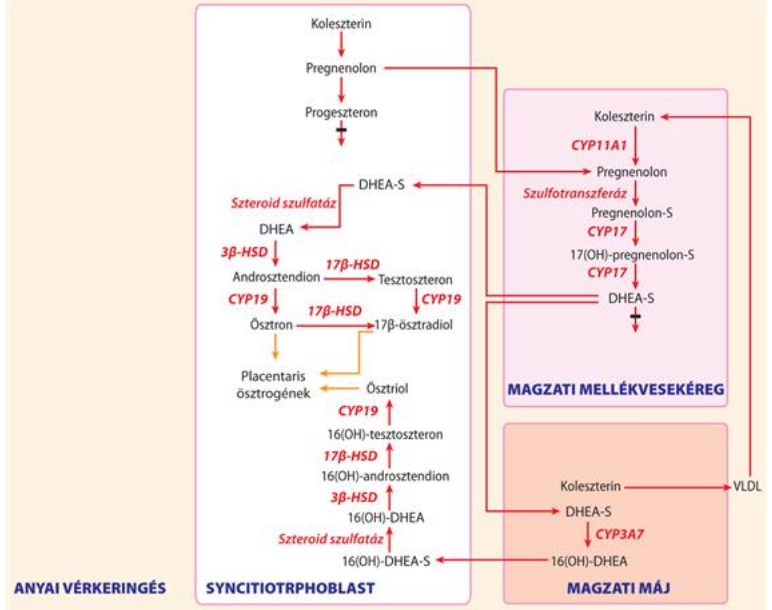 Koleszterin
Pregnenolon
Progeszteron
DHEA-S
Szteroid szulfatáz
DHEA
3β-HSD
17β-HSD
Androsztendion
Tesztoszteron
CYP19
CYP19
17β-HSD
Ösztron
17β-ösztradiol
Placentaris
ösztrogének
Ösztriol
CYP19
16(OH)-tesztoszteron
17β-HSD
16(OH)-androsztendion
3β-HSD
16(OH)-DHEA
Szteroid szulfatáz
16(OH)-DHEA-S
Koleszterin
CYP11A1
Pregnenolon
Szulfotranszferáz
Pregnenolon-S
CYP17
17(OH)-pregnenolon-S
CYP17
DHEA-S
MAGZATI MELLÉKVESEKÉREG
Koleszterin
VLDL
DHEA-S
CYP3A7
16(OH)-DHEA
ANYAI VÉRKERINGÉS
SYNCITIOTRPHOBLAST
MAGZATI MÁJ